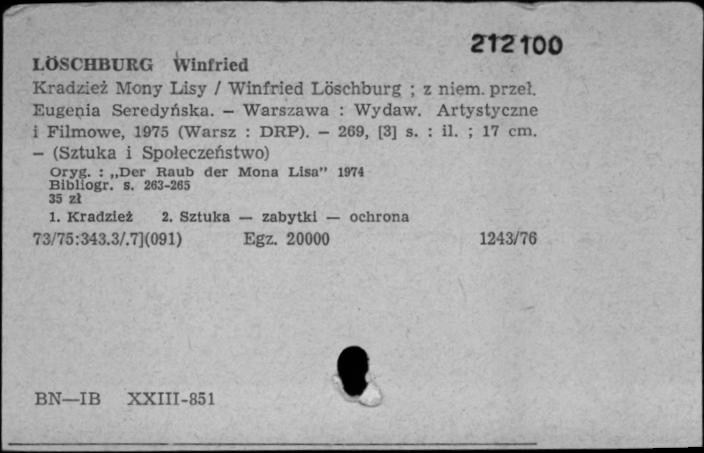 212100
LÖSCHBURG Winfried
Kradzież Mony Lisy / Winfried Löschburg ; z niem. przeł.
Eugenia Seredyńska. — Warszawa : Wydaw. Artystyczne
i Filmowe, 1975 (Warsz : DRP). — 269, [3] s. : il. ; 17 cm.
— (Sztuka i Społeczeństwo)
Oryg. : „Der Raub der Mona Lisa" 1974
Bibliogr. s. 263-265
35 zł
1. Kradzież 2. Sztuka — zabytki — ochrona
73/75:343.3/.7](091) Egz. 20000 1243/76
BN—IB XXIII-851